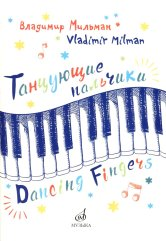 Владимир Мильман
Vladimir Milman
Танцующие
пальчики
Dancing Fingers
МУЗЫКА